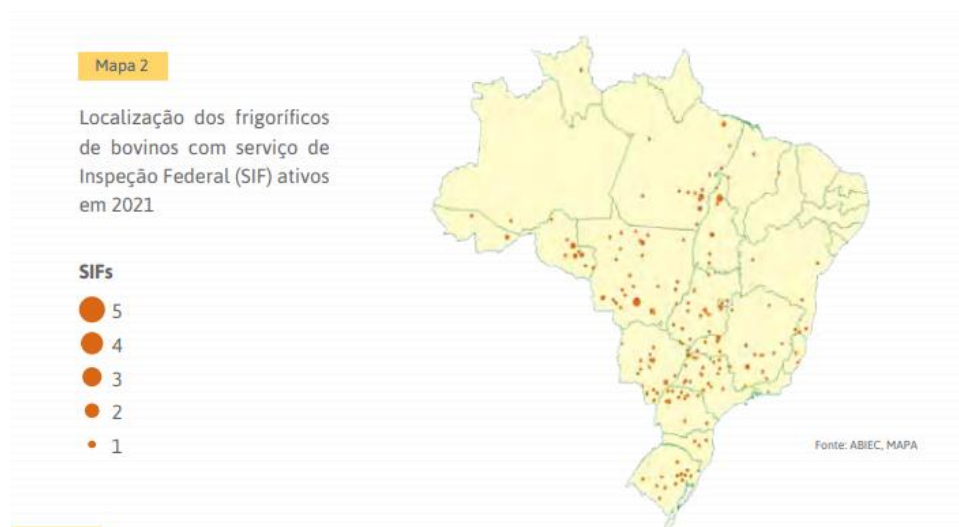 Mapa 2
Localização dos frigoríficos
de bovinos com serviço de
Inspeção Federal (SIF) ativos
em 2021
SIFs
5
4
3
2
1
Fonte: ABIEC, MAPA